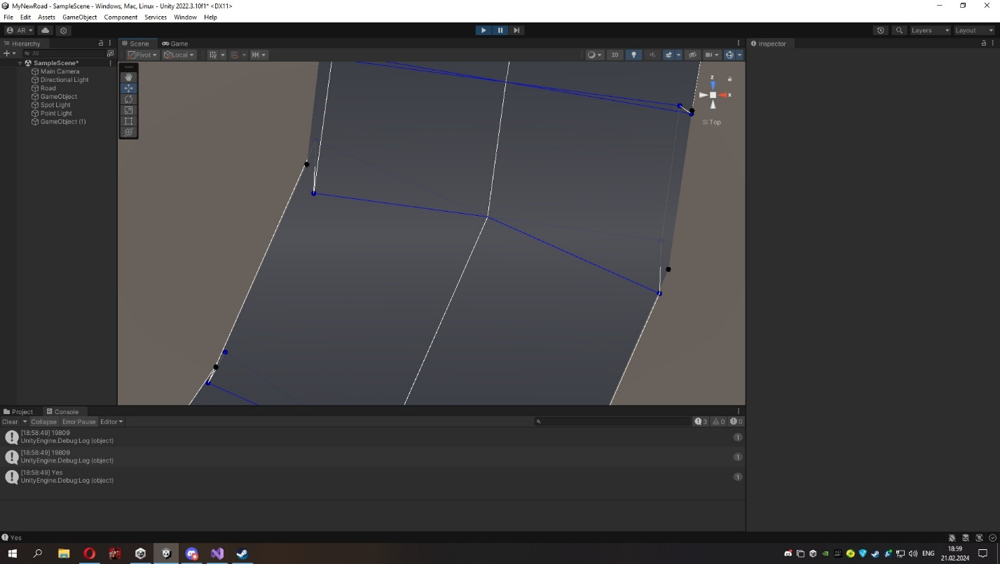 MyNewRoad - SampleScene - Windows, Mac, Linux - Unity 2022.3.10f1* <DX11>
File Edit Assets GameObject Component Services Window Help
AR
Layers Layout
Hierarchy
All
SampleScene*
Main Camera
Directional Light
Road
GameObject
Spot Light
Point Light
GameObject (1)
Scene Game
Pivot Local
2D
z
x
Top
Inspector
Project Console
Clear Collapse Error Pause Editor
3 0 0
[18:58:49] 19809
UnityEngine.Debug:Log (object)
1
[18:58:49] 19809
UnityEngine.Debug:Log (object)
1
[18:58:49] Yes
UnityEngine.Debug:Log (object)
1
Yes
ENG
18:59
21.02.2024